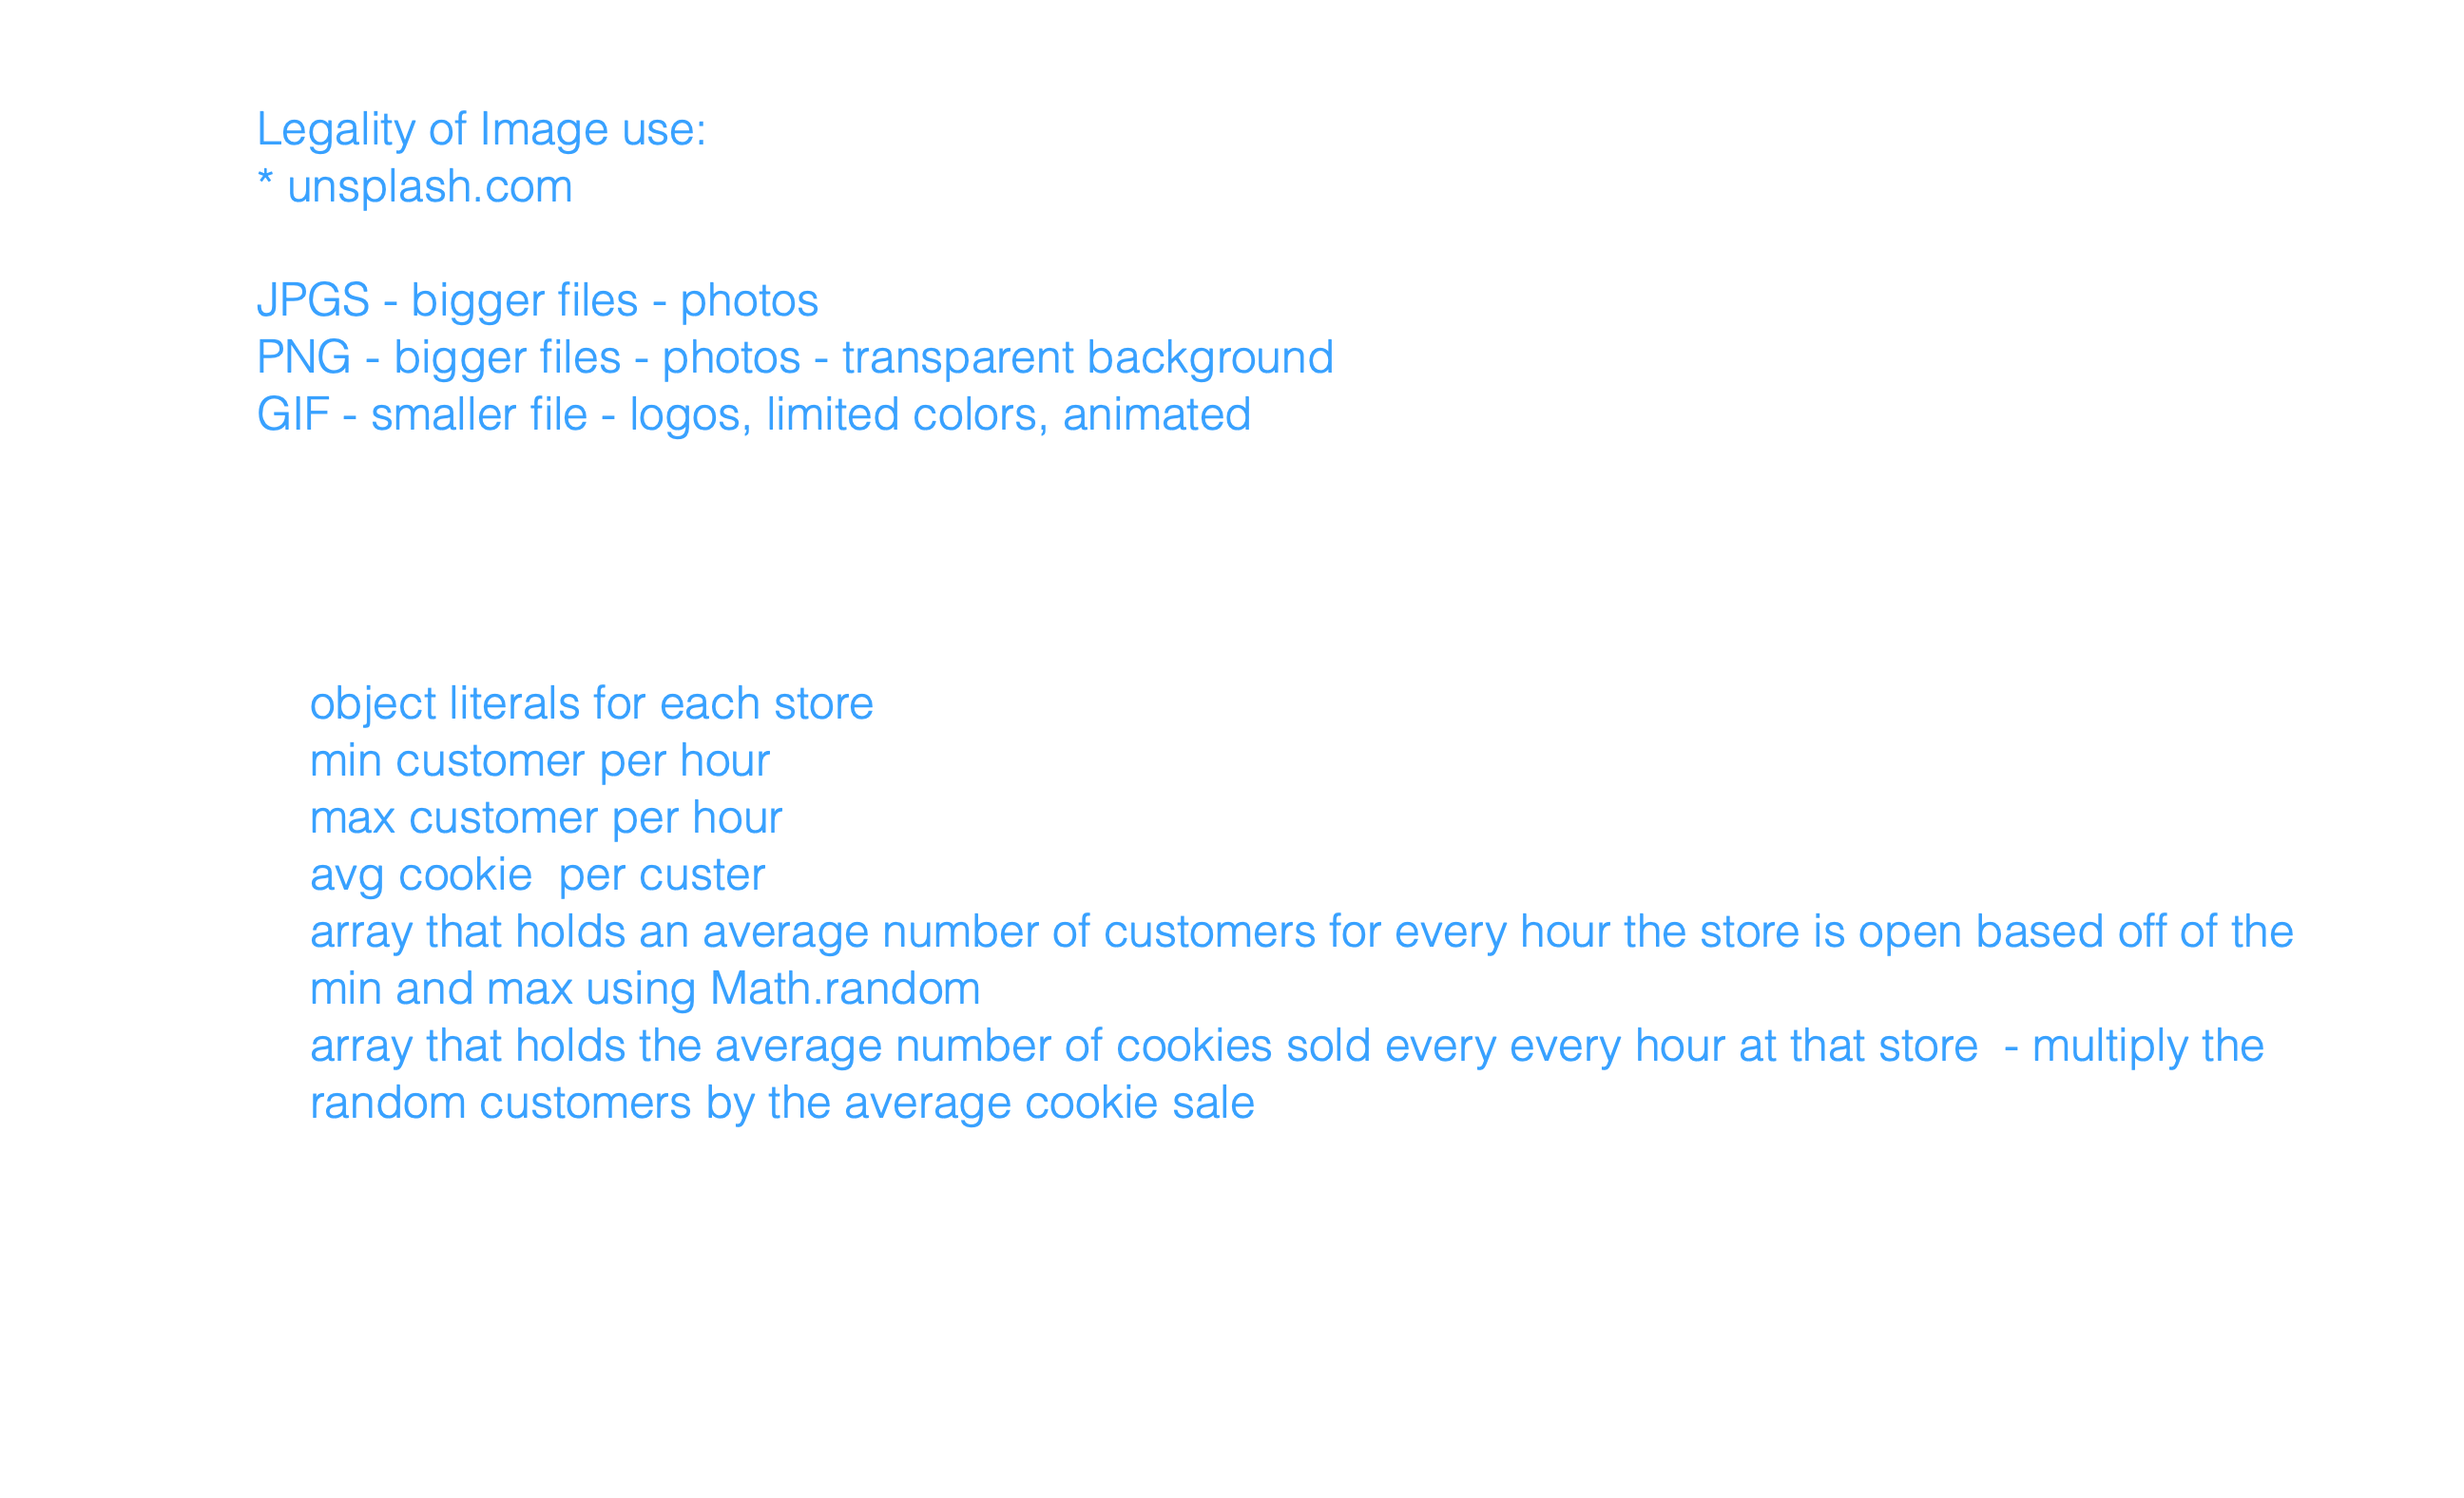 Legality of Image use:
* unsplash.com
JPGS - bigger files - photos
PNG - bigger files - photos - transparent background
GIF - smaller file - logos, limited colors, animated
object literals for each store
min customer per hour
max customer per hour
avg cookie  per custer
array that holds an average number of customers for every hour the store is open based off of the
min and max using Math.random
array that holds the average number of cookies sold every every hour at that store  - multiply the
random customers by the average cookie sale